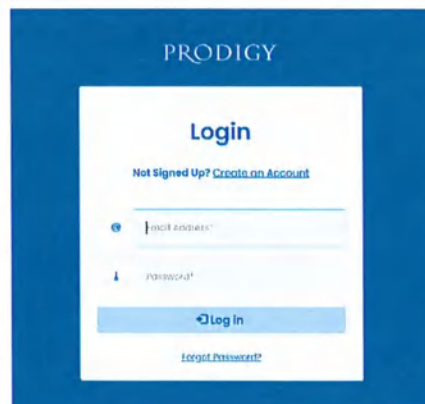 PRODIGY
Login
Not Signed Up? Create an Account
Email Address*
Password*
Log in
Forgot Password?